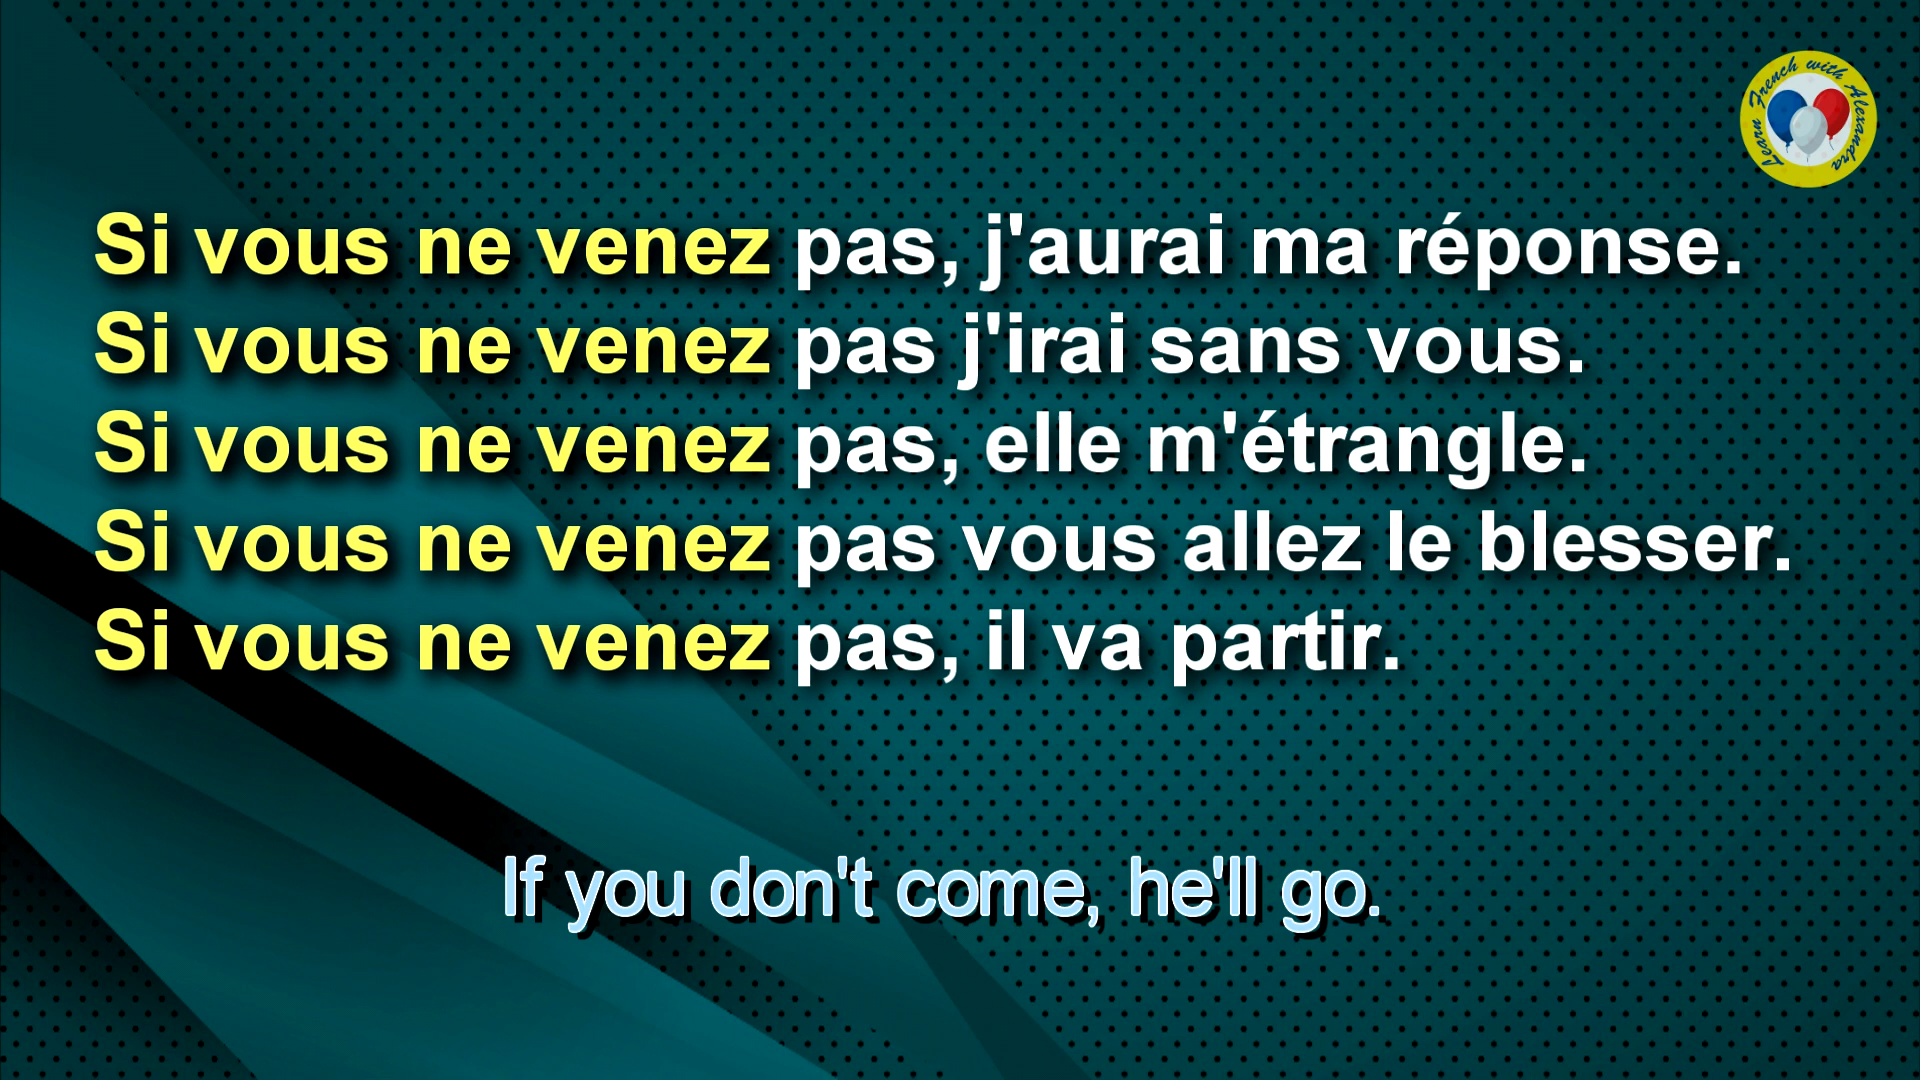 Learn French with Alexandra
Si vous ne venez pas, j'aurai ma réponse.
Si vous ne venez pas j'irai sans vous.
Si vous ne venez pas, elle m'étrangle.
Si vous ne venez pas vous allez le blesser.
Si vous ne venez pas, il va partir.
If you don't come, he'll go.